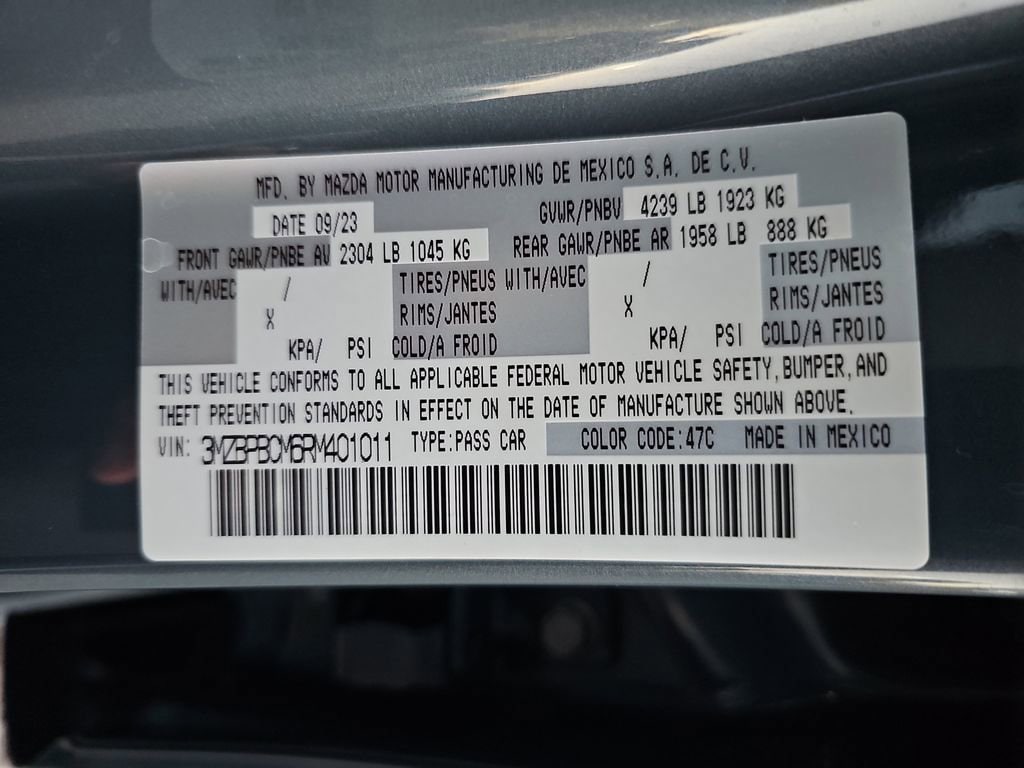 MFD. BY MAZDA MOTOR MANUFACTURING DE MEXICO S.A. DE C.V.
DATE 09/23 GVWR/PNBV 4239 LB 1923 KG
FRONT GAWR/PNBE AV 2304 LB 1045 KG REAR GAWR/PNBE AR 1958 LB 888 KG
WITH/AVEC / TIRES/PNEUS WITH/AVEC / TIRES/PNEUS
X RIMS/JANTES X RIMS/JANTES
KPA/ PSI COLD/A FROID KPA/ PSI COLD/A FROID
THIS VEHICLE CONFORMS TO ALL APPLICABLE FEDERAL MOTOR VEHICLE SAFETY, BUMPER, AND
THEFT PREVENTION STANDARDS IN EFFECT ON THE DATE OF MANUFACTURE SHOWN ABOVE.
VIN: 3MZBPBCM6RM401011 TYPE:PASS CAR COLOR CODE:47C MADE IN MEXICO